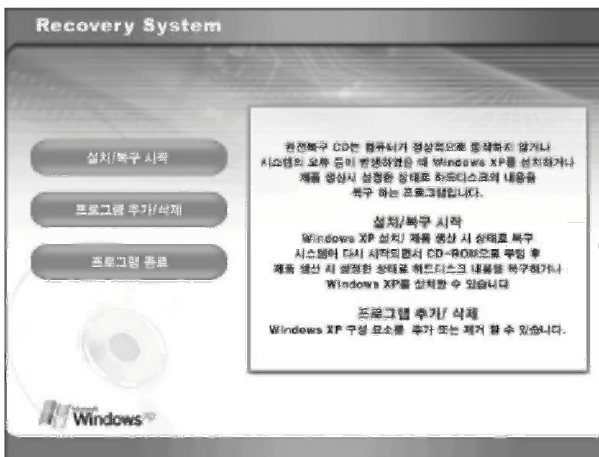 Recovery System
설치/복구 시작
프로그램 추가/삭제
프로그램 종료
완전복구 CD는 컴퓨터가 정상적으로 동작하지 않거나
시스템의 오류 등이 발생하였을 때 Windows XP를 설치하거나
제품 생산시 설정한 상태로 하드디스크의 내용을
복구 하는 프로그램입니다.
설치/복구 시작
Windows XP 설치/ 제품 생산 시 상태로 복구
시스템이 다시 시작되면서 CD-ROM으로 부팅 후
제품 생산 시 설정한 상태로 하드디스크 내용을 복구하거나
Windows XP를 설치할 수 있습니다
프로그램 추가/ 삭제
Windows XP 구성 요소를 추가 또는 제거 할 수 있습니다.
Windows xp